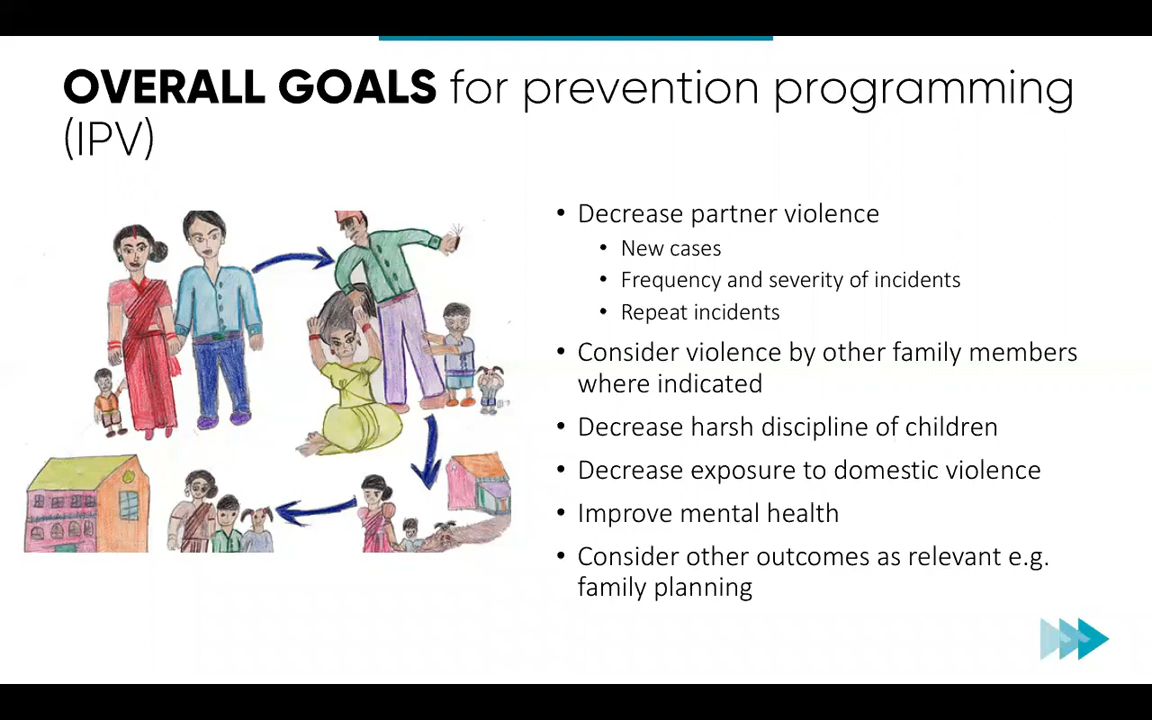 OVERALL GOALS for prevention programming
(IPV)
• Decrease partner violence
• New cases
• Frequency and severity of incidents
• Repeat incidents
• Consider violence by other family members
where indicated
• Decrease harsh discipline of children
• Decrease exposure to domestic violence
• Improve mental health
• Consider other outcomes as relevant e.g.
family planning